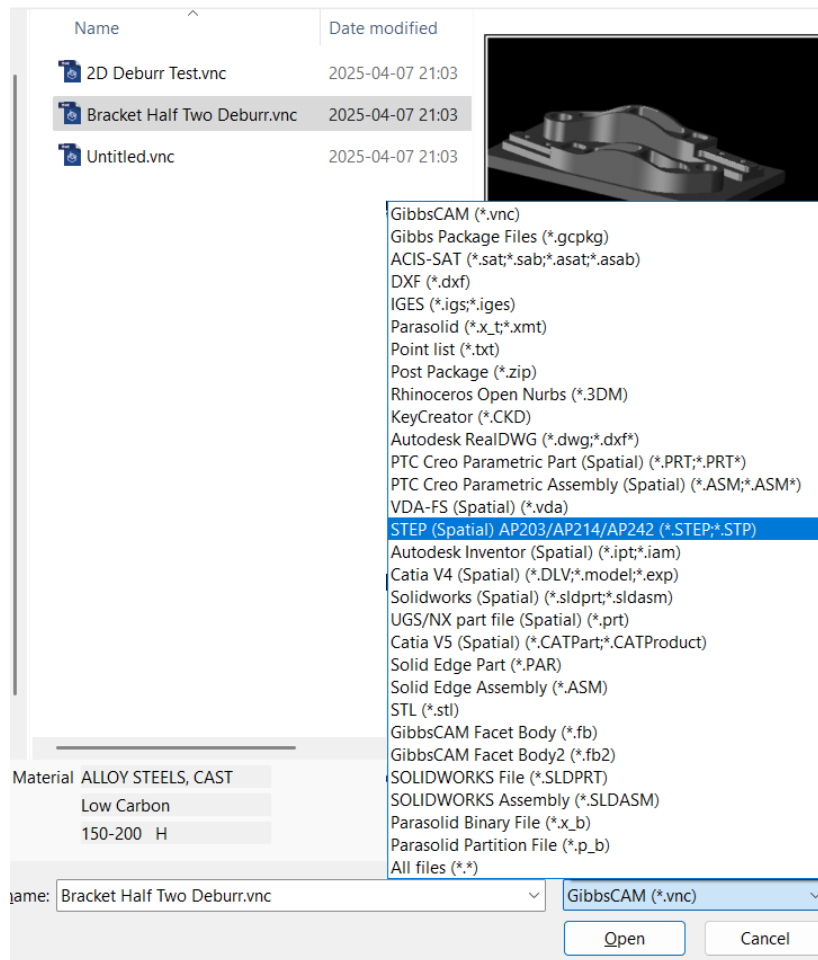 Name Date modified
2D Deburr Test.vnc 2025-04-07 21:03
Bracket Half Two Deburr.vnc 2025-04-07 21:03
Untitled.vnc 2025-04-07 21:03
GibbsCAM (*.vnc)
Gibbs Package Files (*.gcpkg)
ACIS-SAT (*.sat;*.sab;*.asat;*.asab)
DXF (*.dxf)
IGES (*.igs;*.iges)
Parasolid (*.x_t;*.xmt)
Point list (*.txt)
Post Package (*.zip)
Rhinoceros Open Nurbs (*.3DM)
KeyCreator (*.CKD)
Autodesk RealDWG (*.dwg;*.dxf*)
PTC Creo Parametric Part (Spatial) (*.PRT;*.PRT*)
PTC Creo Parametric Assembly (Spatial) (*.ASM;*.ASM*)
VDA-FS (Spatial) (*.vda)
STEP (Spatial) AP203/AP214/AP242 (*.STEP;*.STP)
Autodesk Inventor (Spatial) (*.ipt;*.iam)
Catia V4 (Spatial) (*.DLV;*.model;*.exp)
Solidworks (Spatial) (*.sldprt;*.sldasm)
UGS/NX part file (Spatial) (*.prt)
Catia V5 (Spatial) (*.CATPart;*.CATProduct)
Solid Edge Part (*.PAR)
Solid Edge Assembly (*.ASM)
STL (*.stl)
GibbsCAM Facet Body (*.fb)
GibbsCAM Facet Body2 (*.fb2)
SOLIDWORKS File (*.SLDPRT)
SOLIDWORKS Assembly (*.SLDASM)
Parasolid Binary File (*.x_b)
Parasolid Partition File (*.p_b)
All files (*.*)
Material ALLOY STEELS, CAST
Low Carbon
150-200 H
name: Bracket Half Two Deburr.vnc GibbsCAM (*.vnc)
Open Cancel